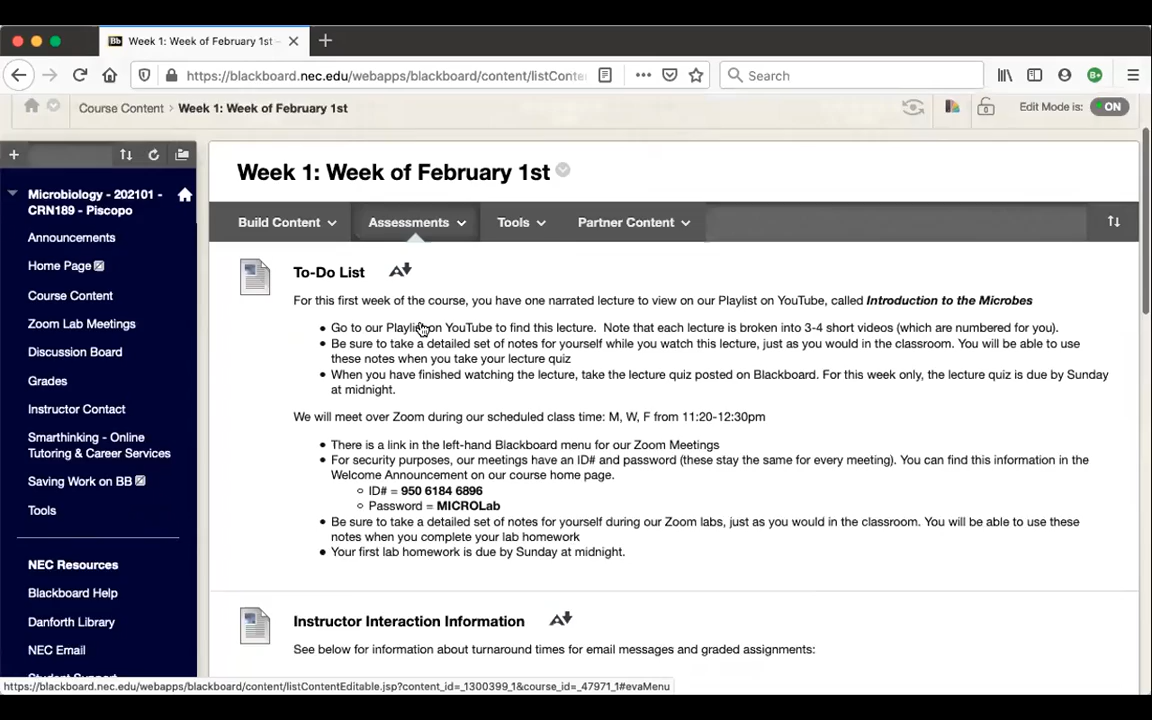 Bb Week 1: Week of February 1st –
https://blackboard.nec.edu/webapps/blackboard/content/listConte
Search
Course Content > Week 1: Week of February 1st
Edit Mode is: ON
Microbiology - 202101 -
CRN189 - Piscopo
Announcements
Home Page
Course Content
Zoom Lab Meetings
Discussion Board
Grades
Instructor Contact
Smarthinking - Online
Tutoring & Career Services
Saving Work on BB
Tools
NEC Resources
Blackboard Help
Danforth Library
NEC Email
Week 1: Week of February 1st
Build Content Assessments Tools Partner Content
To-Do List
For this first week of the course, you have one narrated lecture to view on our Playlist on YouTube, called Introduction to the Microbes
• Go to our Playlist on YouTube to find this lecture. Note that each lecture is broken into 3-4 short videos (which are numbered for you).
• Be sure to take a detailed set of notes for yourself while you watch this lecture, just as you would in the classroom. You will be able to use
these notes when you take your lecture quiz
• When you have finished watching the lecture, take the lecture quiz posted on Blackboard. For this week only, the lecture quiz is due by Sunday
at midnight.
We will meet over Zoom during our scheduled class time: M, W, F from 11:20-12:30pm
• There is a link in the left-hand Blackboard menu for our Zoom Meetings
• For security purposes, our meetings have an ID# and password (these stay the same for every meeting). You can find this information in the
Welcome Announcement on our course home page.
○ ID# = 950 6184 6896
○ Password = MICROLab
• Be sure to take a detailed set of notes for yourself during our Zoom labs, just as you would in the classroom. You will be able to use these
notes when you complete your lab homework
• Your first lab homework is due by Sunday at midnight.
Instructor Interaction Information
See below for information about turnaround times for email messages and graded assignments:
https://blackboard.nec.edu/webapps/blackboard/content/listContentEditable.jsp?content_id=_1300399_1&course_id=_47971_1#evaMenu